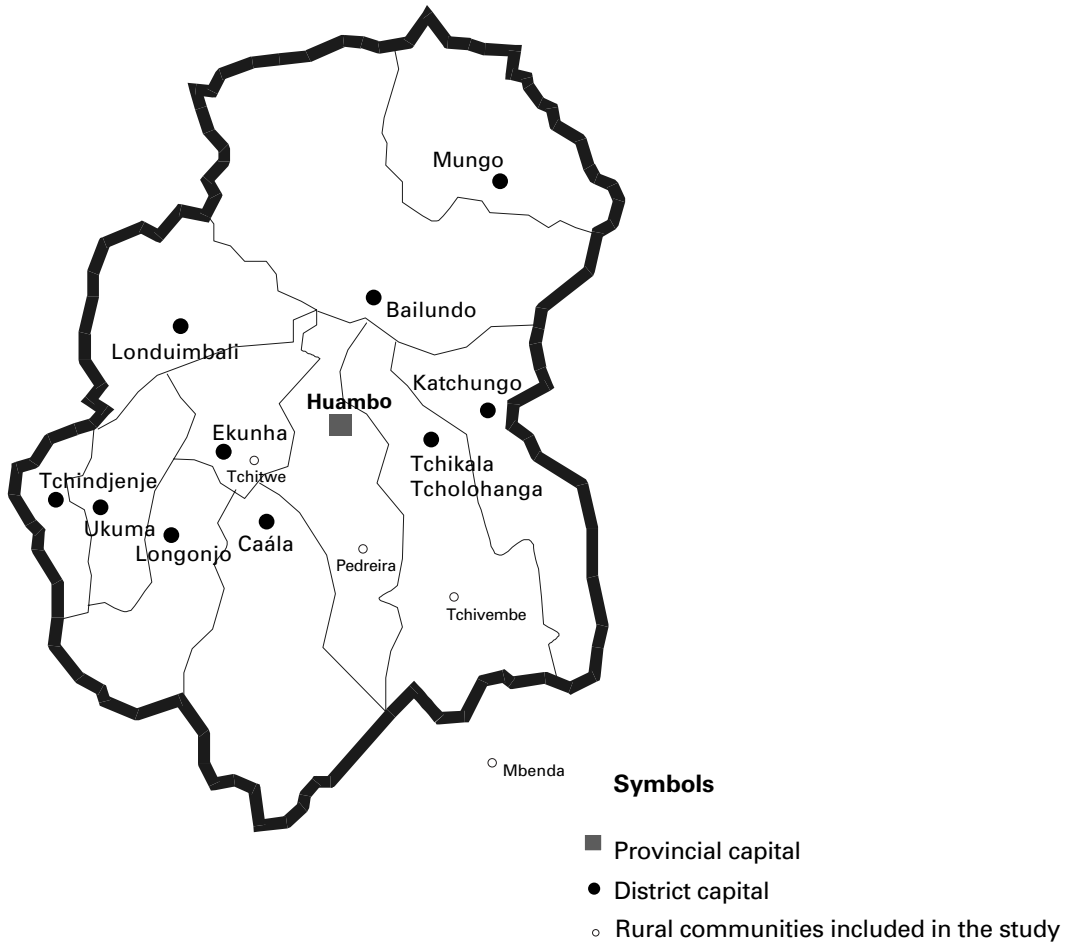 Mungo
Bailundo
Londuimbali
Katchungo
Huambo
Ekunha
Tchikala
Tcholohanga
Tchitwe
Tchindjenje
Ukuma
Longonjo
Caála
Pedreira
Tchivembe
Mbenda
Symbols
Provincial capital
District capital
Rural communities included in the study